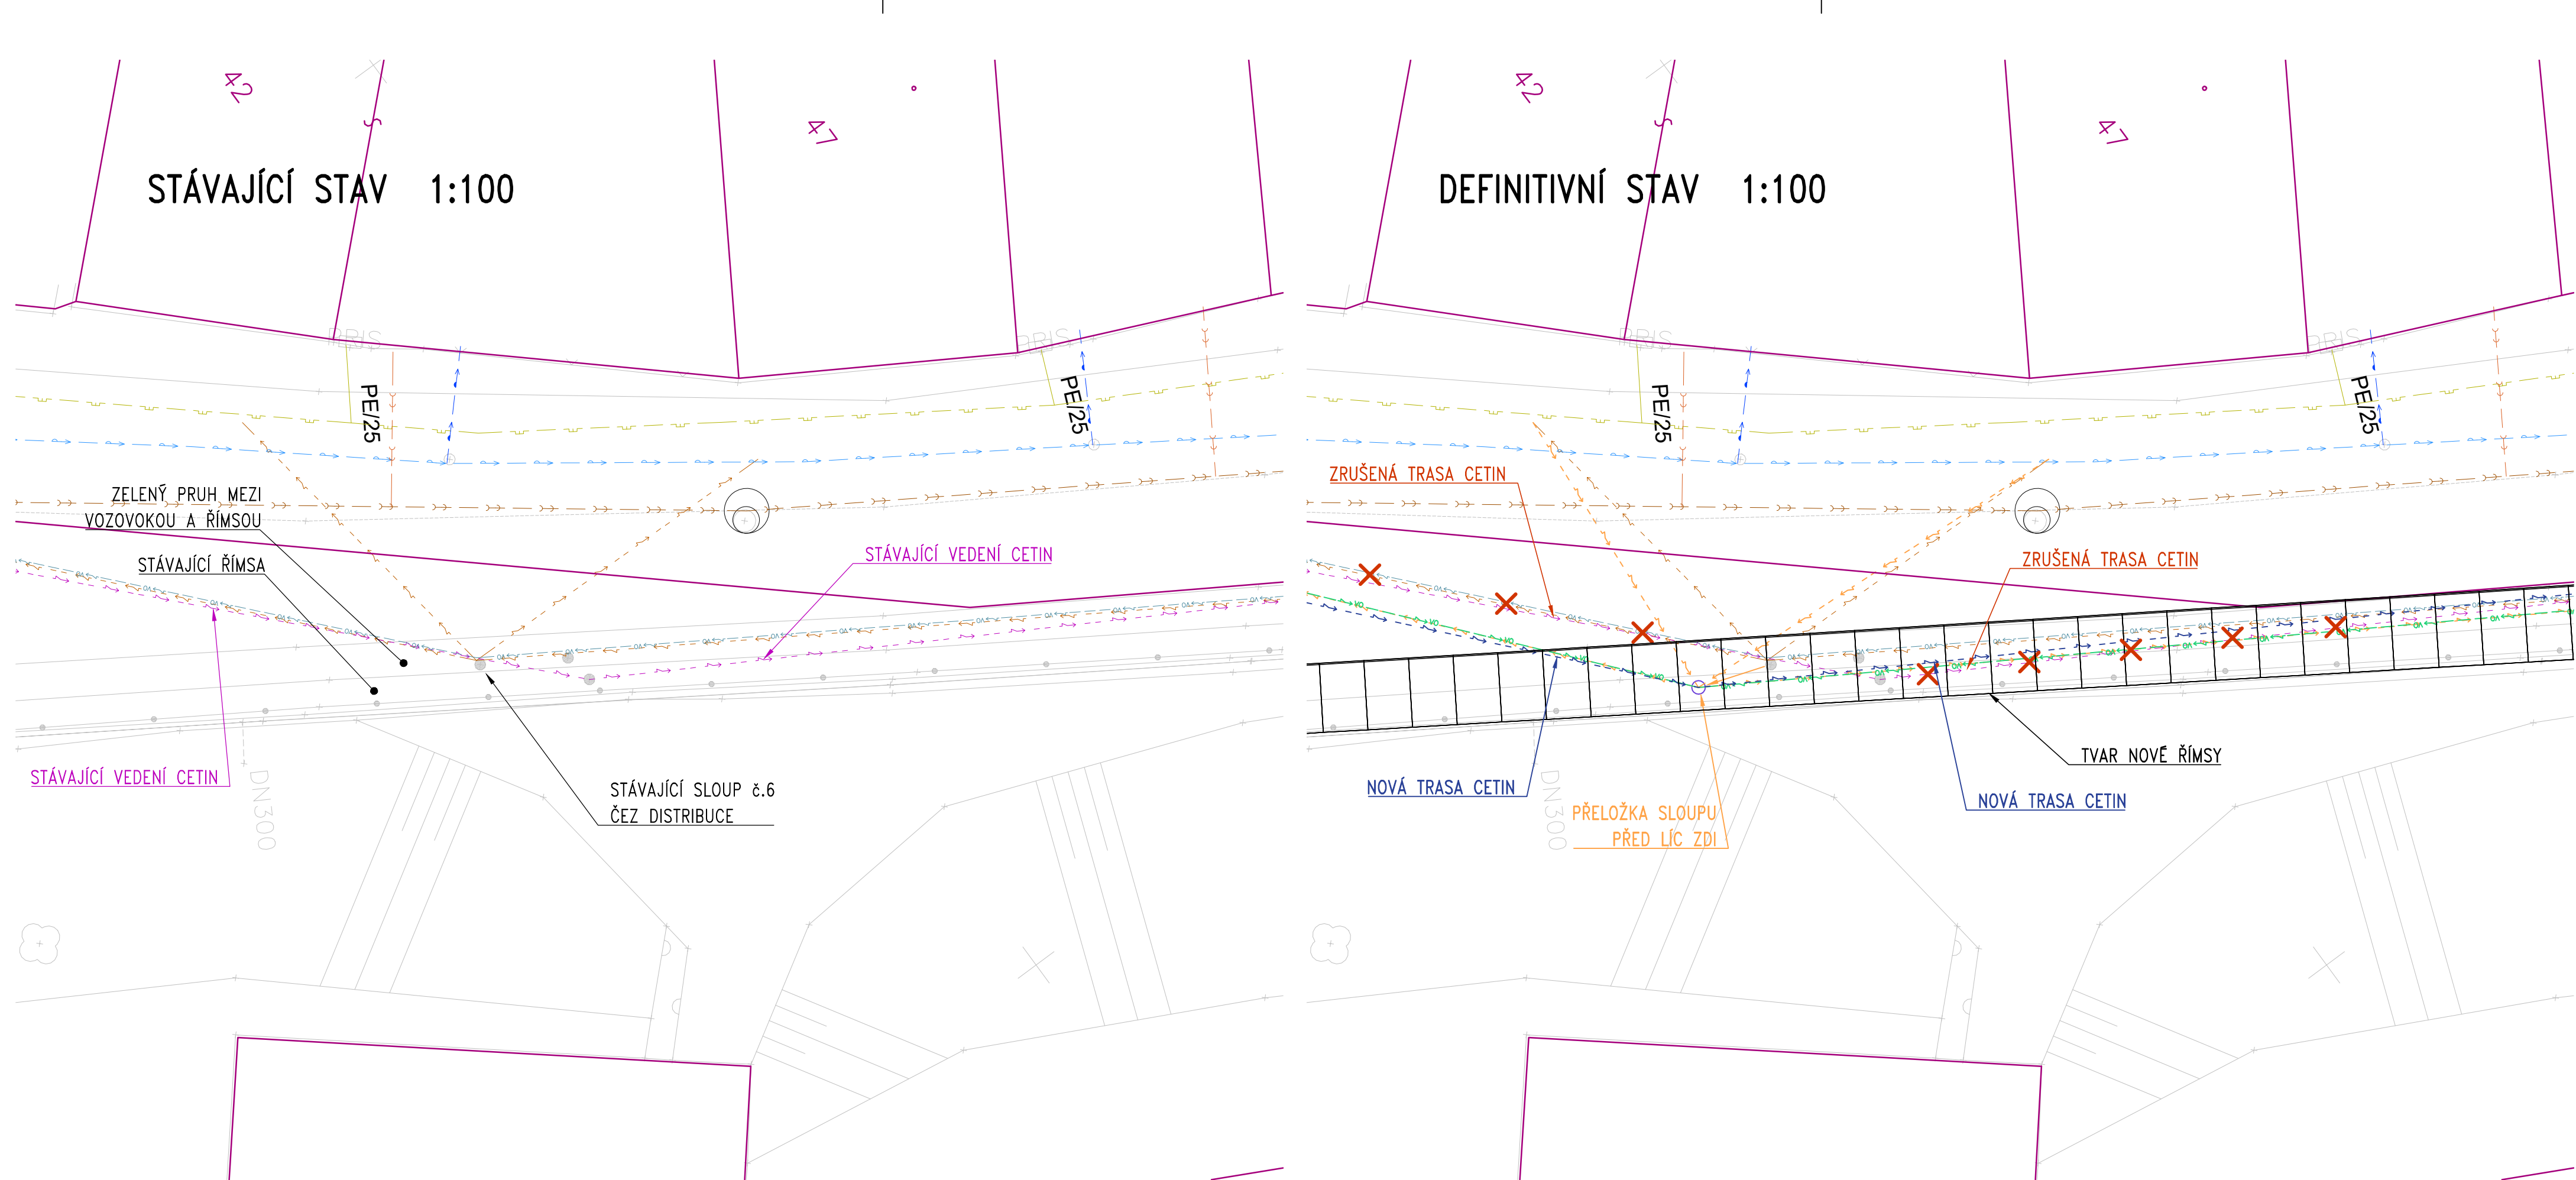 42
S
47
STÁVAJÍCÍ STAV 1:100
PE/25
PE/25
ZELENÝ PRUH MEZI
VOZOVOKOU A ŘÍMSOU
STÁVAJÍCÍ ŘÍMSA
STÁVAJÍCÍ VEDENÍ CETIN
STÁVAJÍCÍ VEDENÍ CETIN
DN300
STÁVAJÍCÍ SLOUP č.6
ČEZ DISTRIBUCE
42
S
47
DEFINITIVNÍ STAV 1:100
PE/25
PE/25
ZRUŠENÁ TRASA CETIN
ZRUŠENÁ TRASA CETIN
TVAR NOVÉ ŘÍMSY
NOVÁ TRASA CETIN
NOVÁ TRASA CETIN
DN300
PŘELOŽKA SLOUPU
PŘED LÍC ZDI